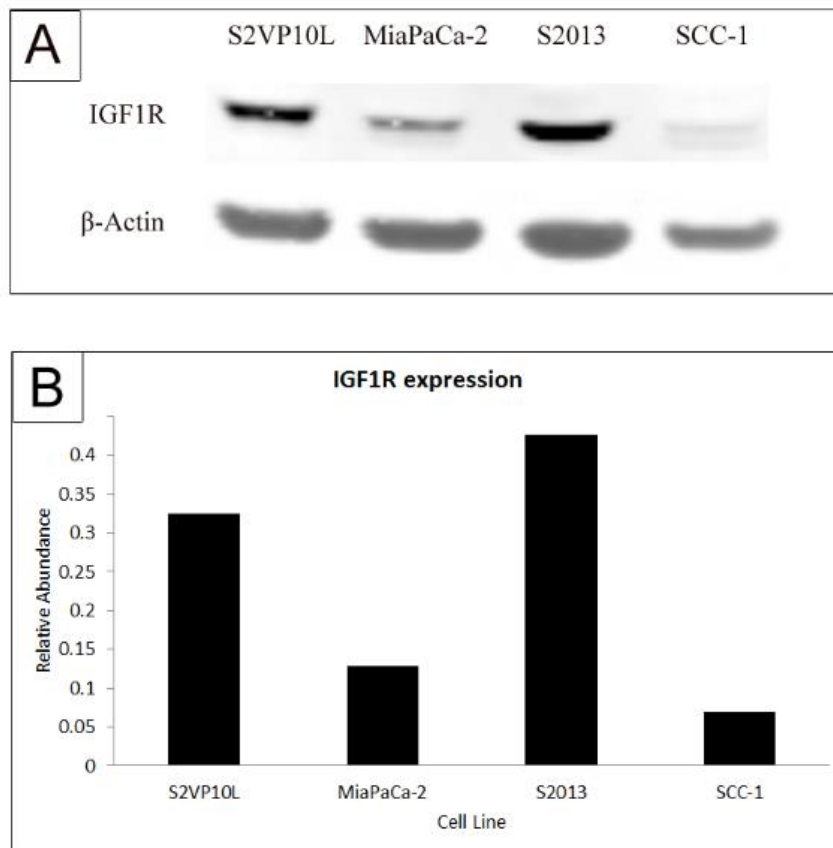 A
S2VP10L MiaPaCa-2 S2013 SCC-1
IGF1R
β-Actin
B
IGF1R expression
Relative Abundance
0.4
0.35
0.3
0.25
0.2
0.15
0.1
0.05
0
S2VP10L MiaPaCa-2 S2013 SCC-1
Cell Line